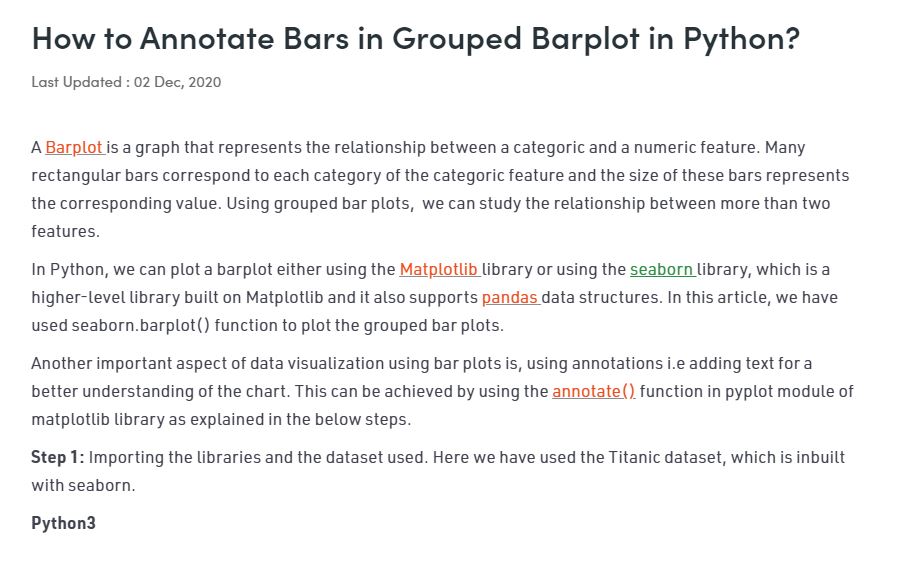 How to Annotate Bars in Grouped Barplot in Python?
Last Updated : 02 Dec, 2020
A Barplot is a graph that represents the relationship between a categoric and a numeric feature. Many
rectangular bars correspond to each category of the categoric feature and the size of these bars represents
the corresponding value. Using grouped bar plots,  we can study the relationship between more than two
features.
In Python, we can plot a barplot either using the Matplotlib library or using the seaborn library, which is a
higher-level library built on Matplotlib and it also supports pandas data structures. In this article, we have
used seaborn.barplot() function to plot the grouped bar plots.
Another important aspect of data visualization using bar plots is, using annotations i.e adding text for a
better understanding of the chart. This can be achieved by using the annotate() function in pyplot module of
matplotlib library as explained in the below steps.
Step 1: Importing the libraries and the dataset used. Here we have used the Titanic dataset, which is inbuilt
with seaborn.
Python3